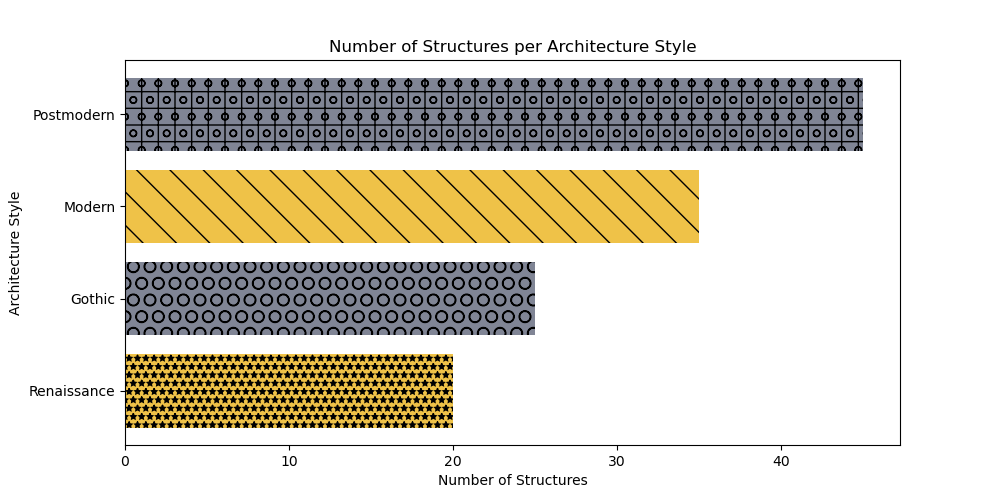 Number of Structures per Architecture Style
Architecture Style
Postmodern
Modern
Gothic
Renaissance
0 10 20 30 40
Number of Structures